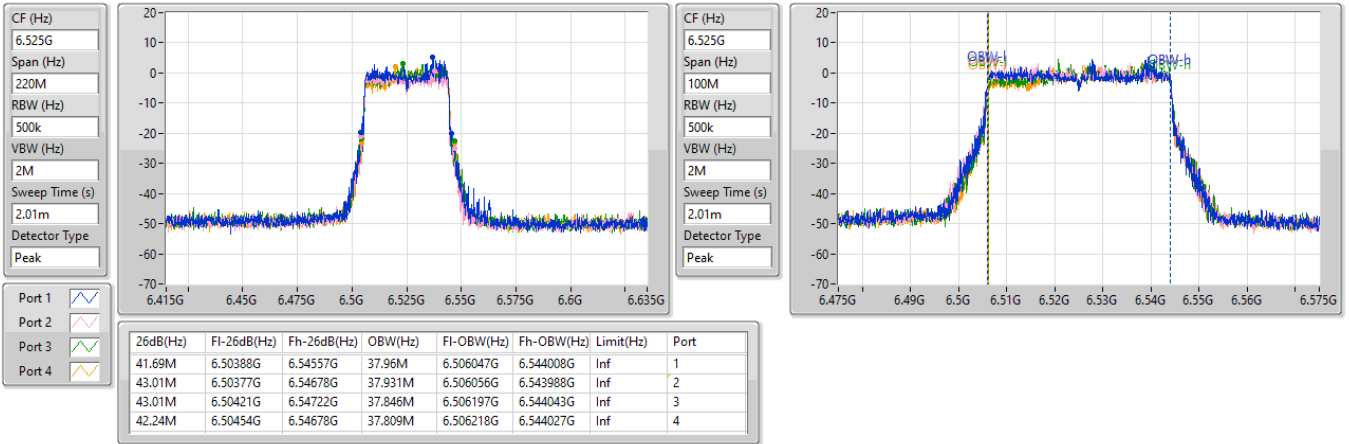 CF (Hz)
6.525G
Span (Hz)
220M
RBW (Hz)
500k
VBW (Hz)
2M
Sweep Time (s)
2.01m
Detector Type
Peak
20
10
0
-10
-20
-30
-40
-50
-60
-70
6.415G 6.45G 6.475G 6.5G 6.525G 6.55G 6.575G 6.6G 6.635G
CF (Hz)
6.525G
Span (Hz)
100M
RBW (Hz)
500k
VBW (Hz)
2M
Sweep Time (s)
2.01m
Detector Type
Peak
20
10
0
-10
-20
-30
-40
-50
-60
-70
OBW-l OBW-h
6.475G 6.49G 6.5G 6.51G 6.52G 6.53G 6.54G 6.55G 6.56G 6.575G
Port 1
Port 2
Port 3
Port 4
26dB(Hz) Fl-26dB(Hz) Fh-26dB(Hz) OBW(Hz) Fl-OBW(Hz) Fh-OBW(Hz) Limit(Hz) Port
41.69M 6.50388G 6.54557G 37.96M 6.506047G 6.544008G Inf 1
43.01M 6.50377G 6.54678G 37.931M 6.506056G 6.543988G Inf 2
43.01M 6.50421G 6.54722G 37.846M 6.506197G 6.544043G Inf 3
42.24M 6.50454G 6.54678G 37.809M 6.506218G 6.544027G Inf 4